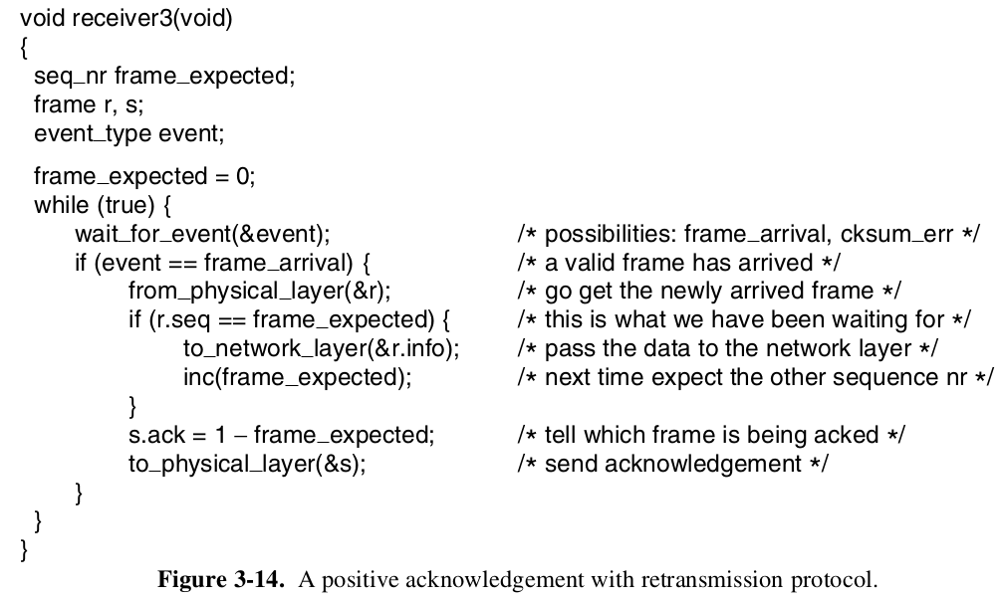 void receiver3(void)
{
seq_nr frame_expected;
frame r, s;
event_type event;
frame_expected = 0;
while (true) {
wait_for_event(&event); /* possibilities: frame_arrival, cksum_err */
if (event == frame_arrival) { /* a valid frame has arrived */
from_physical_layer(&r); /* go get the newly arrived frame */
if (r.seq == frame_expected) { /* this is what we have been waiting for */
to_network_layer(&r.info); /* pass the data to the network layer */
inc(frame_expected); /* next time expect the other sequence nr */
}
s.ack = 1 − frame_expected; /* tell which frame is being acked */
to_physical_layer(&s); /* send acknowledgement */
}
}
}
Figure 3-14. A positive acknowledgement with retransmission protocol.